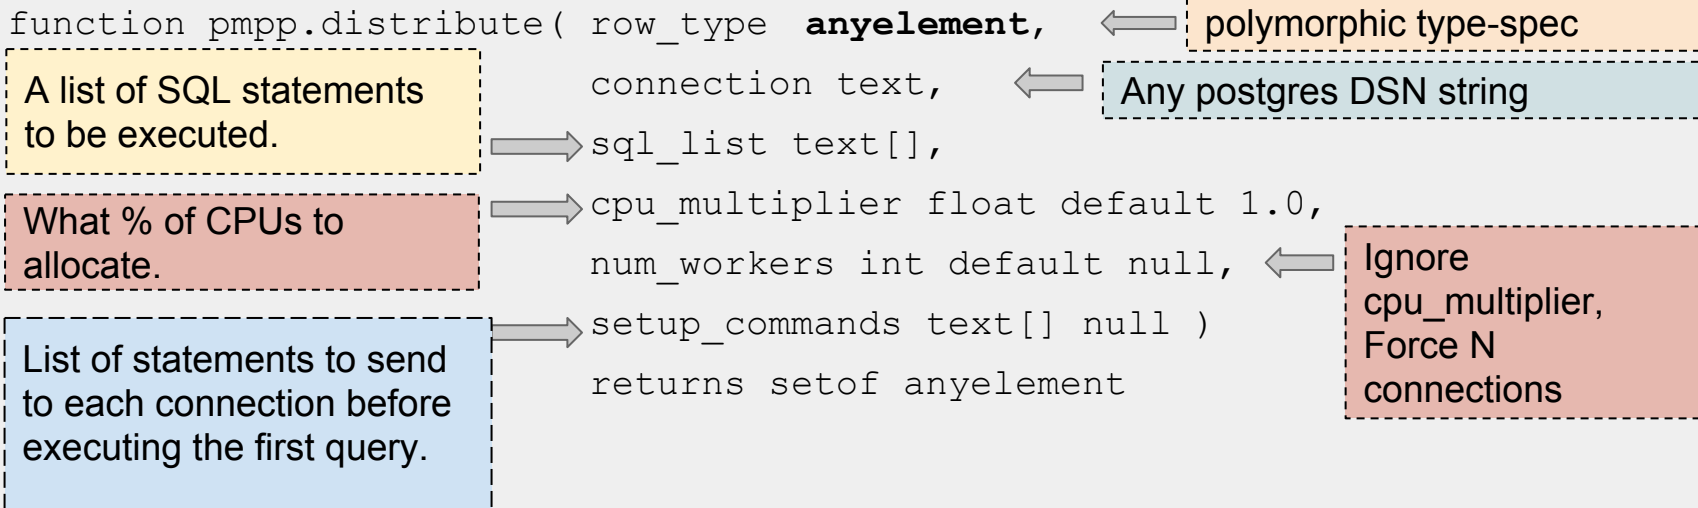 function pmpp.distribute( row_type anyelement,
polymorphic type-spec
A list of SQL statements
to be executed.
connection text,
Any postgres DSN string
sql_list text[],
What % of CPUs to
allocate.
cpu_multiplier float default 1.0,
num_workers int default null,
Ignore
cpu_multiplier,
Force N
connections
List of statements to send
to each connection before
executing the first query.
setup_commands text[] null )
returns setof anyelement